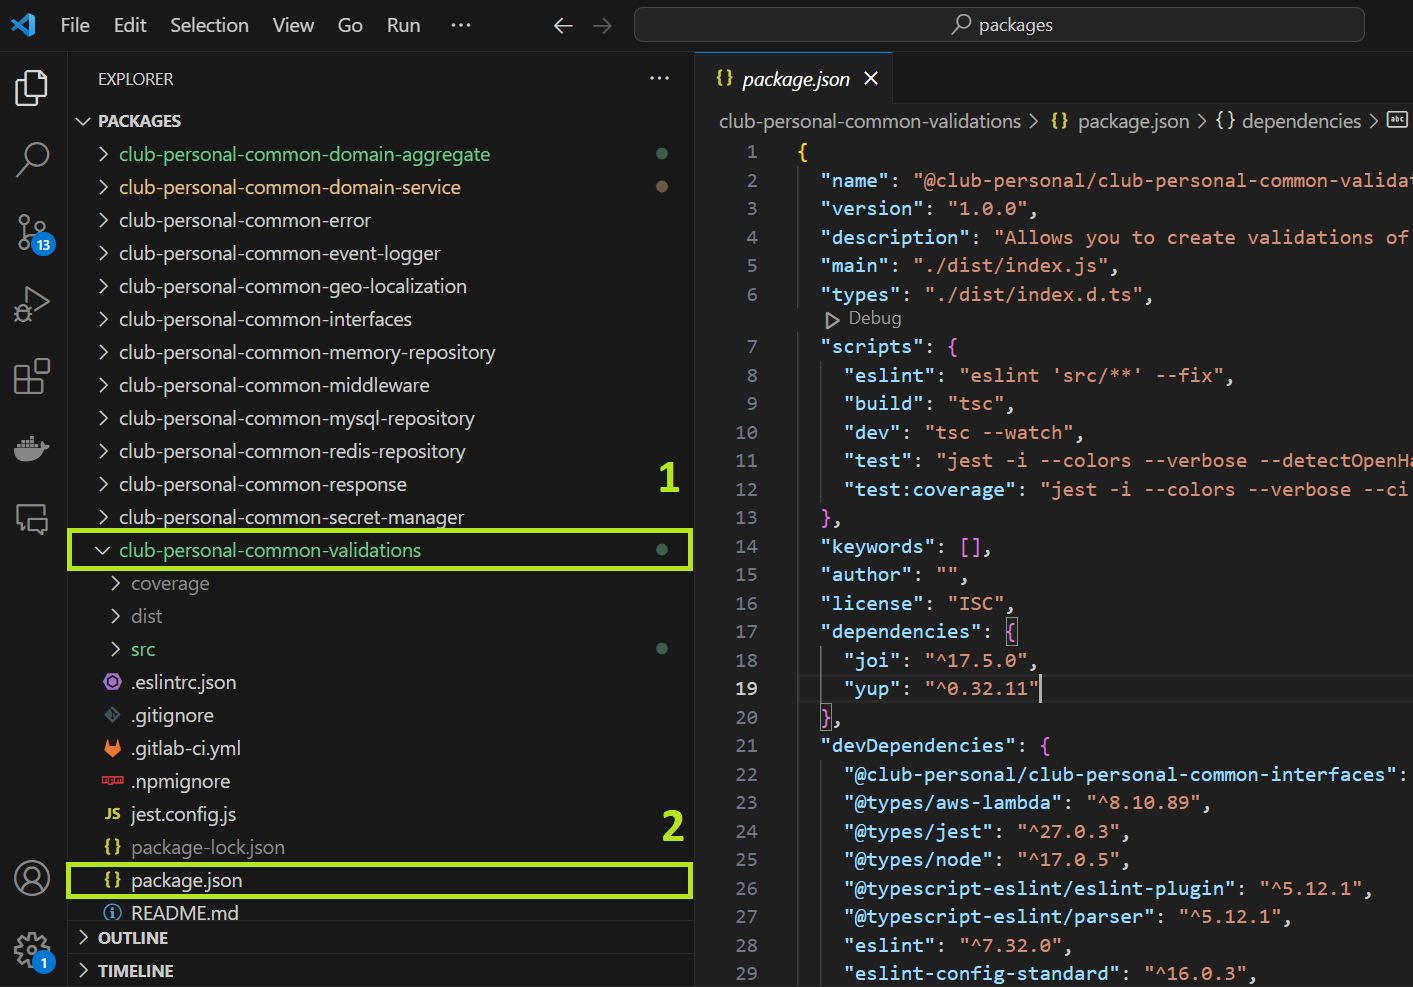 File Edit Selection View Go Run ··· packages
EXPLORER ···
PACKAGES
club-personal-common-domain-aggregate
club-personal-common-domain-service
club-personal-common-error
club-personal-common-event-logger
club-personal-common-geo-localization
club-personal-common-interfaces
club-personal-common-memory-repository
club-personal-common-middleware
club-personal-common-mysql-repository
club-personal-common-redis-repository
club-personal-common-response
club-personal-common-secret-manager
1
club-personal-common-validations
coverage
dist
src
.eslintrc.json
.gitignore
.gitlab-ci.yml
npm .npmignore
JS jest.config.js
{} package-lock.json
2
{} package.json
README.md
OUTLINE
TIMELINE
13
1
{} package.json ×
club-personal-common-validations > {} package.json > {} dependencies > abc
1 {
2 "name": "@club-personal/club-personal-common-validat
3 "version": "1.0.0",
4 "description": "Allows you to create validations of
5 "main": "./dist/index.js",
6 "types": "./dist/index.d.ts",
Debug
7 "scripts": {
8 "eslint": "eslint 'src/**' --fix",
9 "build": "tsc",
10 "dev": "tsc --watch",
11 "test": "jest -i --colors --verbose --detectOpenHa
12 "test:coverage": "jest -i --colors --verbose --ci
13 },
14 "keywords": [],
15 "author": "",
16 "license": "ISC",
17 "dependencies": {
18 "joi": "^17.5.0",
19 "yup": "^0.32.11"
20 },
21 "devDependencies": {
22 "@club-personal/club-personal-common-interfaces":
23 "@types/aws-lambda": "^8.10.89",
24 "@types/jest": "^27.0.3",
25 "@types/node": "^17.0.5",
26 "@typescript-eslint/eslint-plugin": "^5.12.1",
27 "@typescript-eslint/parser": "^5.12.1",
28 "eslint": "^7.32.0",
29 "eslint-config-standard": "^16.0.3",